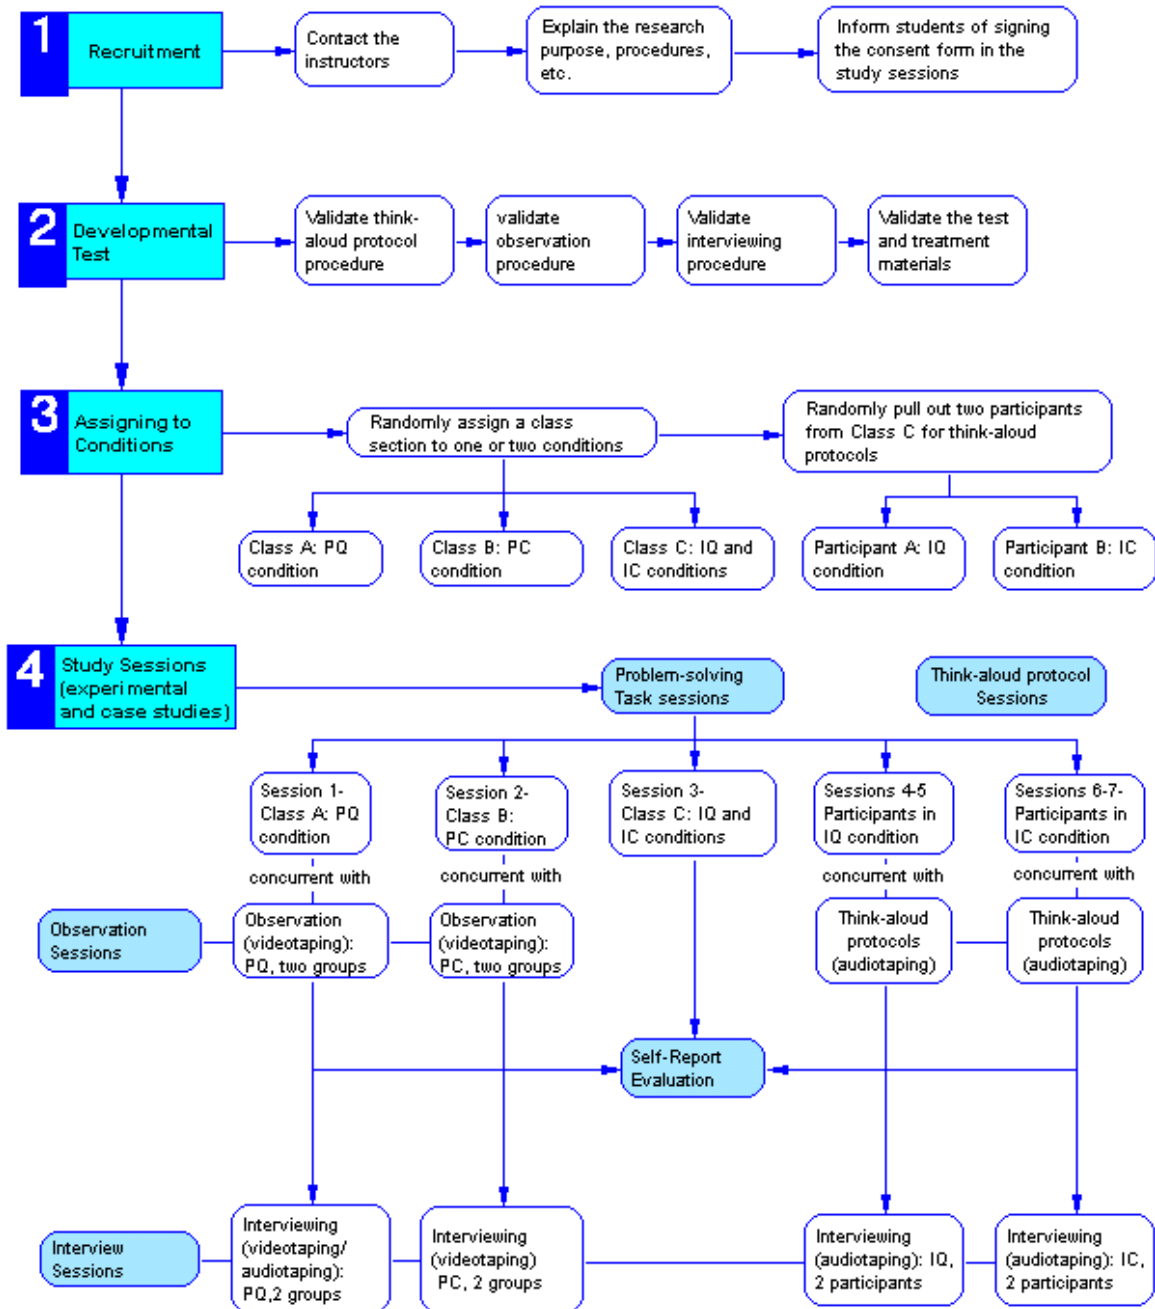 1
Recruitment
Contact the
instructors
Explain the research
purpose, procedures,
etc.
Inform students of signing
the consent form in the
study sessions
2
Developmental
Test
Validate think-
aloud protocol
procedure
validate
observation
procedure
Validate
interviewing
procedure
Validate the test
and treatment
materials
3
Assigning to
Conditions
Randomly assign a class
section to one or two conditions
Randomly pull out two participants
from Class C for think-aloud
protocols
Class A: PQ
condition
Class B: PC
condition
Class C: IQ and
IC conditions
Participant A: IQ
condition
Participant B: IC
condition
4
Study Sessions
(experimental
and case studies)
Problem-solving
Task sessions
Think-aloud protocol
Sessions
Session 1-
Class A: PQ
condition
Session 2-
Class B:
PC condition
Session 3-
Class C: IQ and
IC conditions
Sessions 4-5
Participants in
IQ condition
Sessions 6-7-
Participants in
IC condition
concurrent with
concurrent with
concurrent with
concurrent with
Observation
Sessions
Observation
(videotaping):
PQ, two groups
Observation
(videotaping):
PC, two groups
Think-aloud
protocols
(audiotaping)
Think-aloud
protocols
(audiotaping)
Self-Report
Evaluation
Interview
Sessions
Interviewing
(videotaping/
audiotaping):
PQ,2 groups
Interviewing
(videotaping)
PC, 2 groups
Interviewing
(audiotaping): IQ,
2 participants
Interviewing
(audiotaping): IC,
2 participants